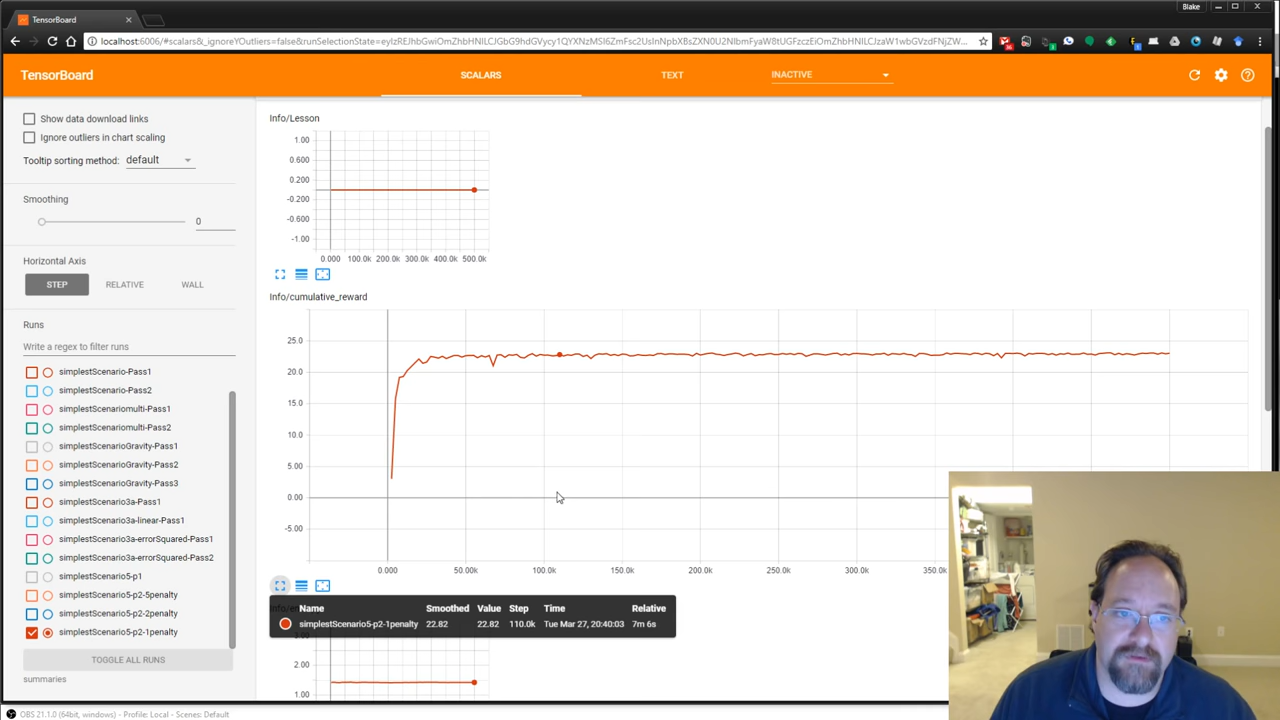 TensorBoard
Blake
localhost:6006/#scalars&_ignoreYOutliers=false&runSelectionState=
TensorBoard
SCALARS
TEXT
INACTIVE
Show data download links
Ignore outliers in chart scaling
Tooltip sorting method: default
Smoothing
0
Horizontal Axis
STEP
RELATIVE
WALL
Runs
Write a regex to filter runs
simplestScenario-Pass1
simplestScenario-Pass2
simplestScenariomulti-Pass1
simplestScenariomulti-Pass2
simplestScenarioGravity-Pass1
simplestScenarioGravity-Pass2
simplestScenarioGravity-Pass3
simplestScenario3a-Pass1
simplestScenario3a-linear-Pass1
simplestScenario3a-errorSquared-Pass1
simplestScenario3a-errorSquared-Pass2
simplestScenario5-p1
simplestScenario5-p2-5penalty
simplestScenario5-p2-2penalty
simplestScenario5-p2-1penalty
TOGGLE ALL RUNS
summaries
Info/Lesson
1.00
0.600
0.200
-0.200
-0.600
-1.00
0.000 100.0k 200.0k 300.0k 400.0k 500.0k
Info/cumulative_reward
25.0
20.0
15.0
10.0
5.00
0.00
-5.00
0.000 50.00k 100.0k 150.0k 200.0k 250.0k 300.0k 350.0k
Name Smoothed Value Step Time Relative
simplestScenario5-p2-1penalty 22.82 22.82 110.0k Tue Mar 27, 20:40:03 7m 6s
2.00
1.00
OBS 21.1.0 (64bit, windows) - Profile: Local - Scenes: Default